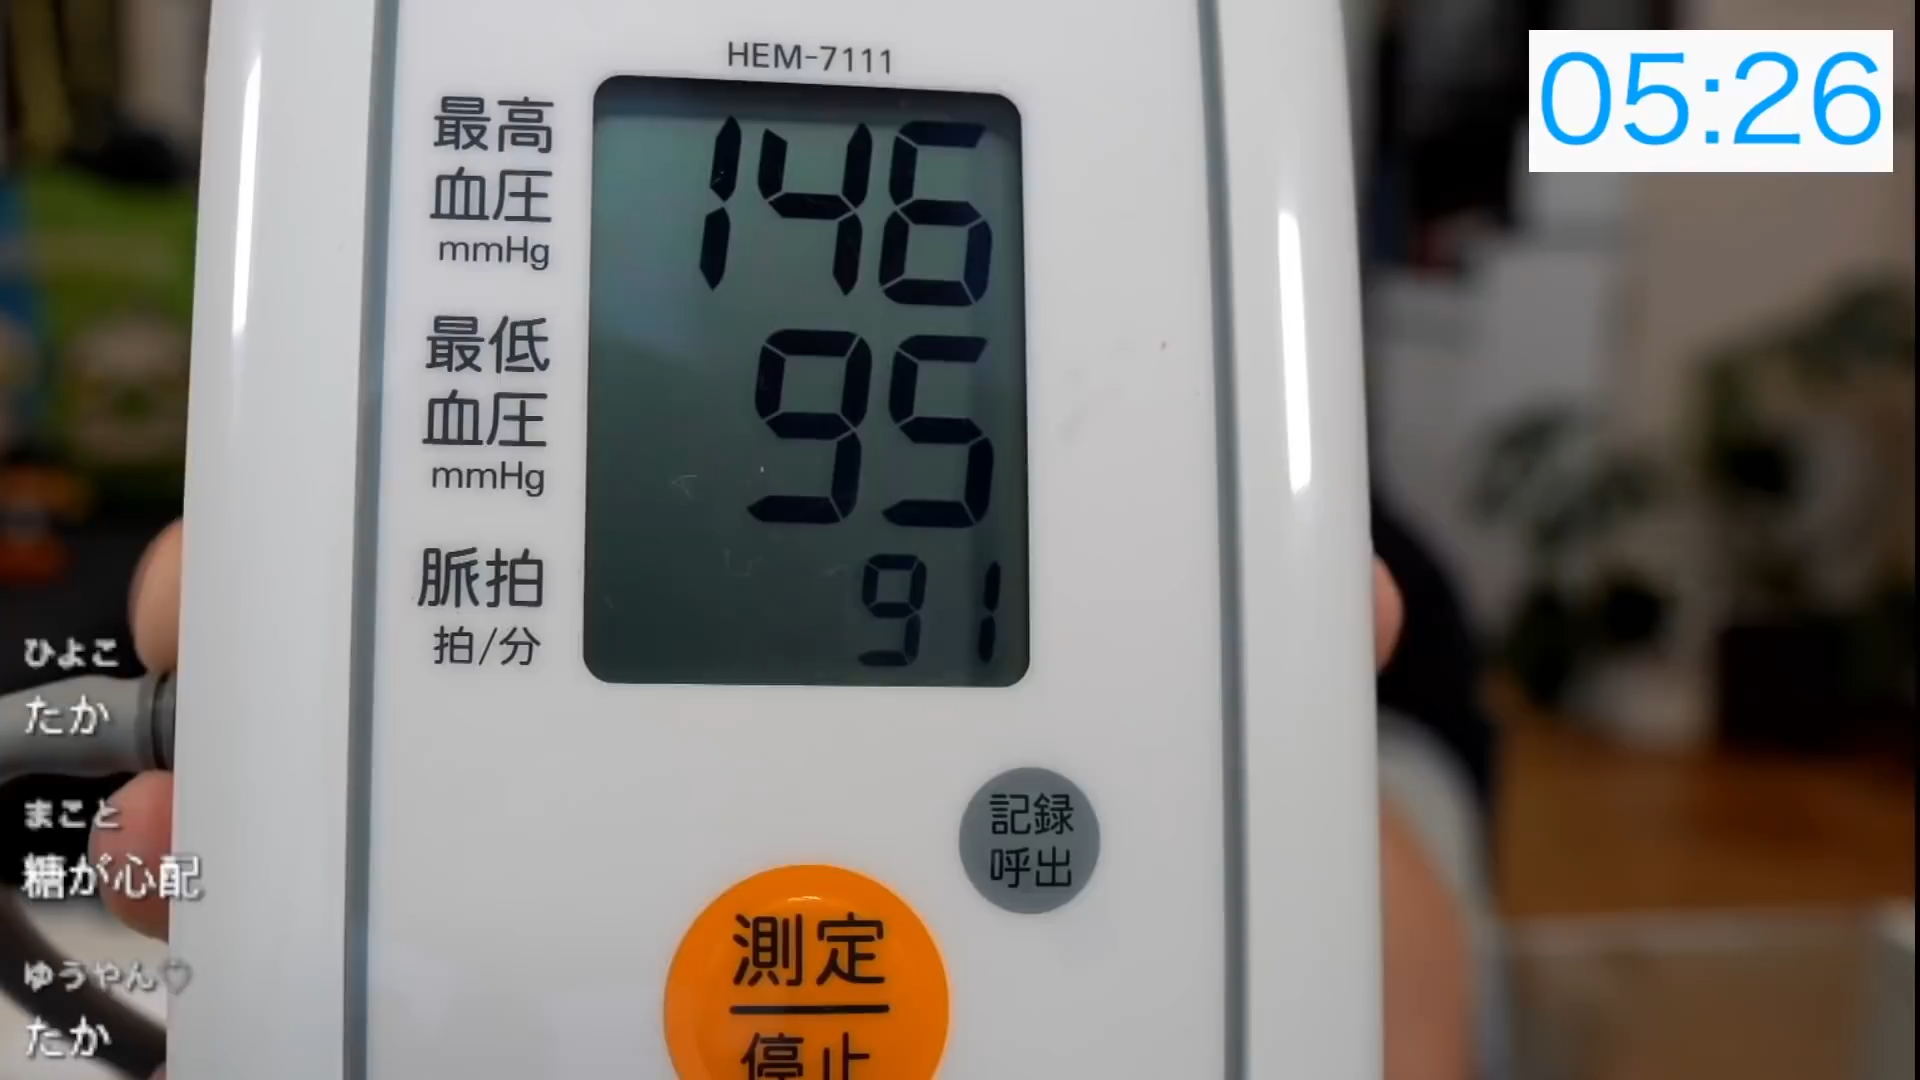 HEM-7111
05:26
最高
血圧
mmHg
146
最低
血圧
mmHg
95
脈拍
拍/分
91
ひよこ
たか
まこと
糖が心配
ゆうやん♡
たか
記録
呼出
測定
停止